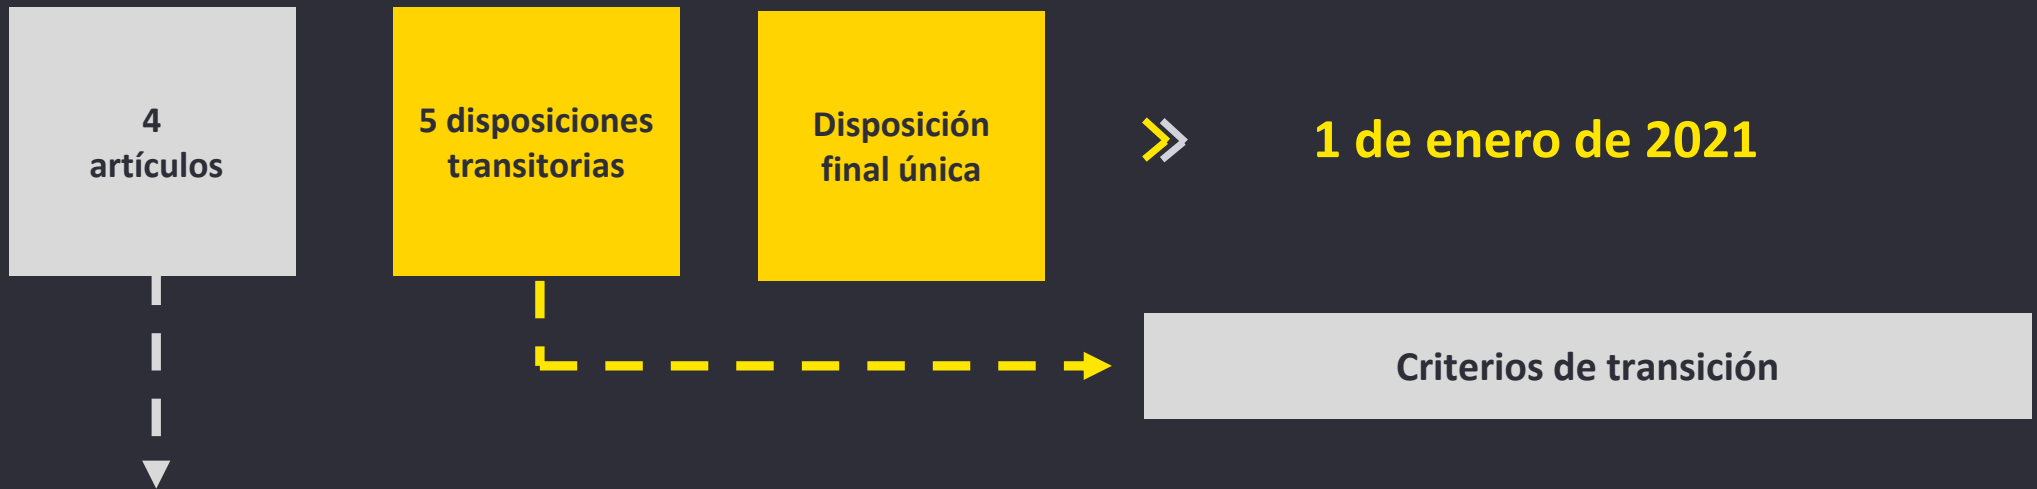 4
artículos
5 disposiciones
transitorias
Disposición
final única
1 de enero de 2021
Criterios de transición